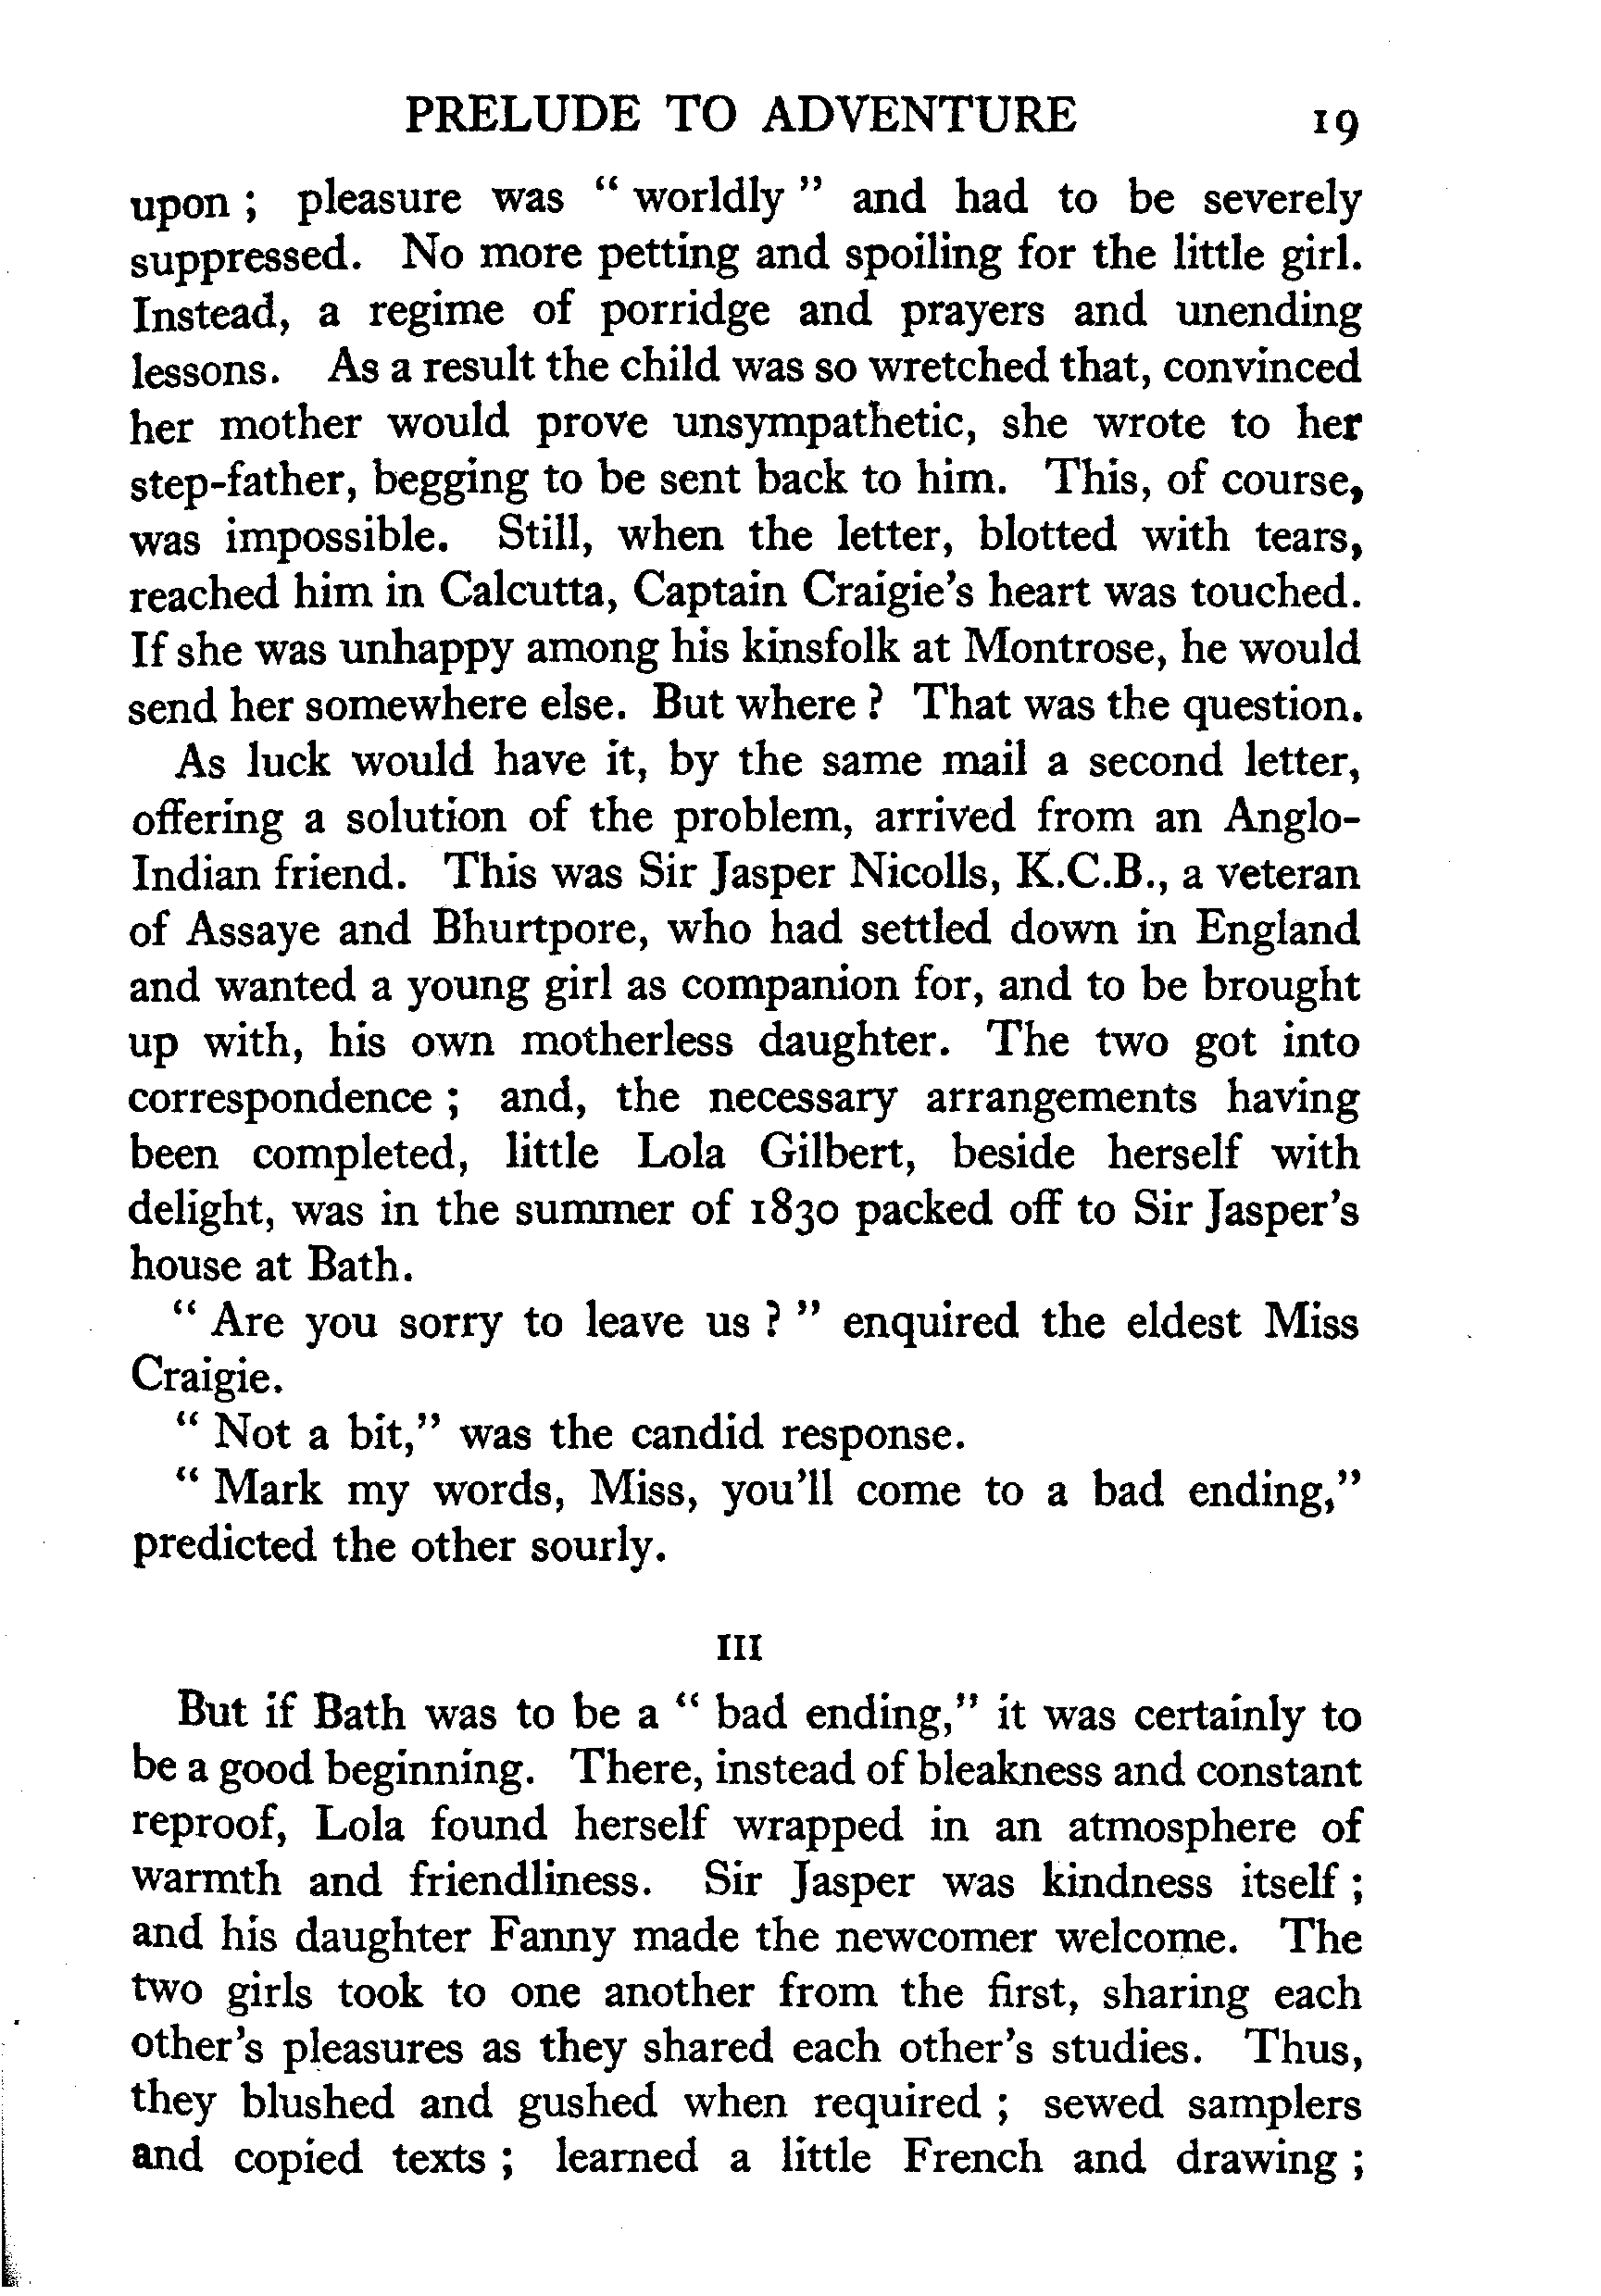 PRELUDE TO ADVENTURE 19
upon ; pleasure was “ worldly ” and had to be severely
suppressed. No more petting and spoiling for the little girl.
Instead, a regime of porridge and prayers and unending
lessons. As a result the child was so wretched that, convinced
her mother would prove unsympathetic, she wrote to her
step-father, begging to be sent back to him. This, of course,
was impossible. Still, when the letter, blotted with tears,
reached him in Calcutta, Captain Craigie’s heart was touched.
If she was unhappy among his kinsfolk at Montrose, he would
send her somewhere else. But where ? That was the question.
As luck would have it, by the same mail a second letter,
offering a solution of the problem, arrived from an Anglo-
Indian friend. This was Sir Jasper Nicolls, K.C.B., a veteran
of Assaye and Bhurtpore, who had settled down in England
and wanted a young girl as companion for, and to be brought
up with, his own motherless daughter. The two got into
correspondence ; and, the necessary arrangements having
been completed, little Lola Gilbert, beside herself with
delight, was in the summer of 1830 packed off to Sir Jasper’s
house at Bath.
“ Are you sorry to leave us ? ” enquired the eldest Miss
Craigie.
“ Not a bit,” was the candid response.
“ Mark my words, Miss, you’ll come to a bad ending,”
predicted the other sourly.
III
But if Bath was to be a “ bad ending,” it was certainly to
be a good beginning. There, instead of bleakness and constant
reproof, Lola found herself wrapped in an atmosphere of
warmth and friendliness. Sir Jasper was kindness itself ;
and his daughter Fanny made the newcomer welcome. The
two girls took to one another from the first, sharing each
other’s pleasures as they shared each other’s studies. Thus,
they blushed and gushed when required ; sewed samplers
and copied texts ; learned a little French and drawing ;